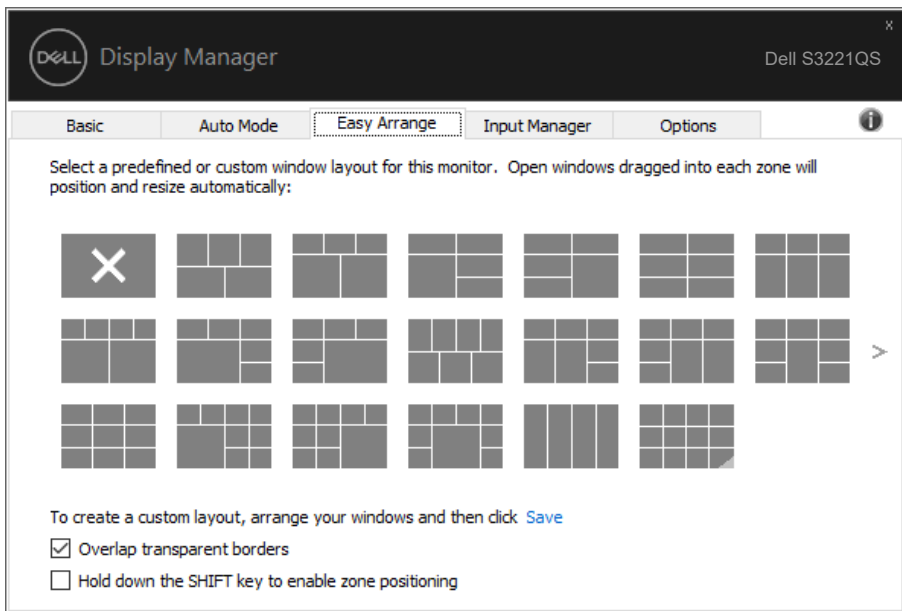 x
DELL Display Manager
Dell S3221QS
Basic Auto Mode Easy Arrange Input Manager Options
Select a predefined or custom window layout for this monitor. Open windows dragged into each zone will
position and resize automatically:
>
To create a custom layout, arrange your windows and then click Save
Overlap transparent borders
Hold down the SHIFT key to enable zone positioning